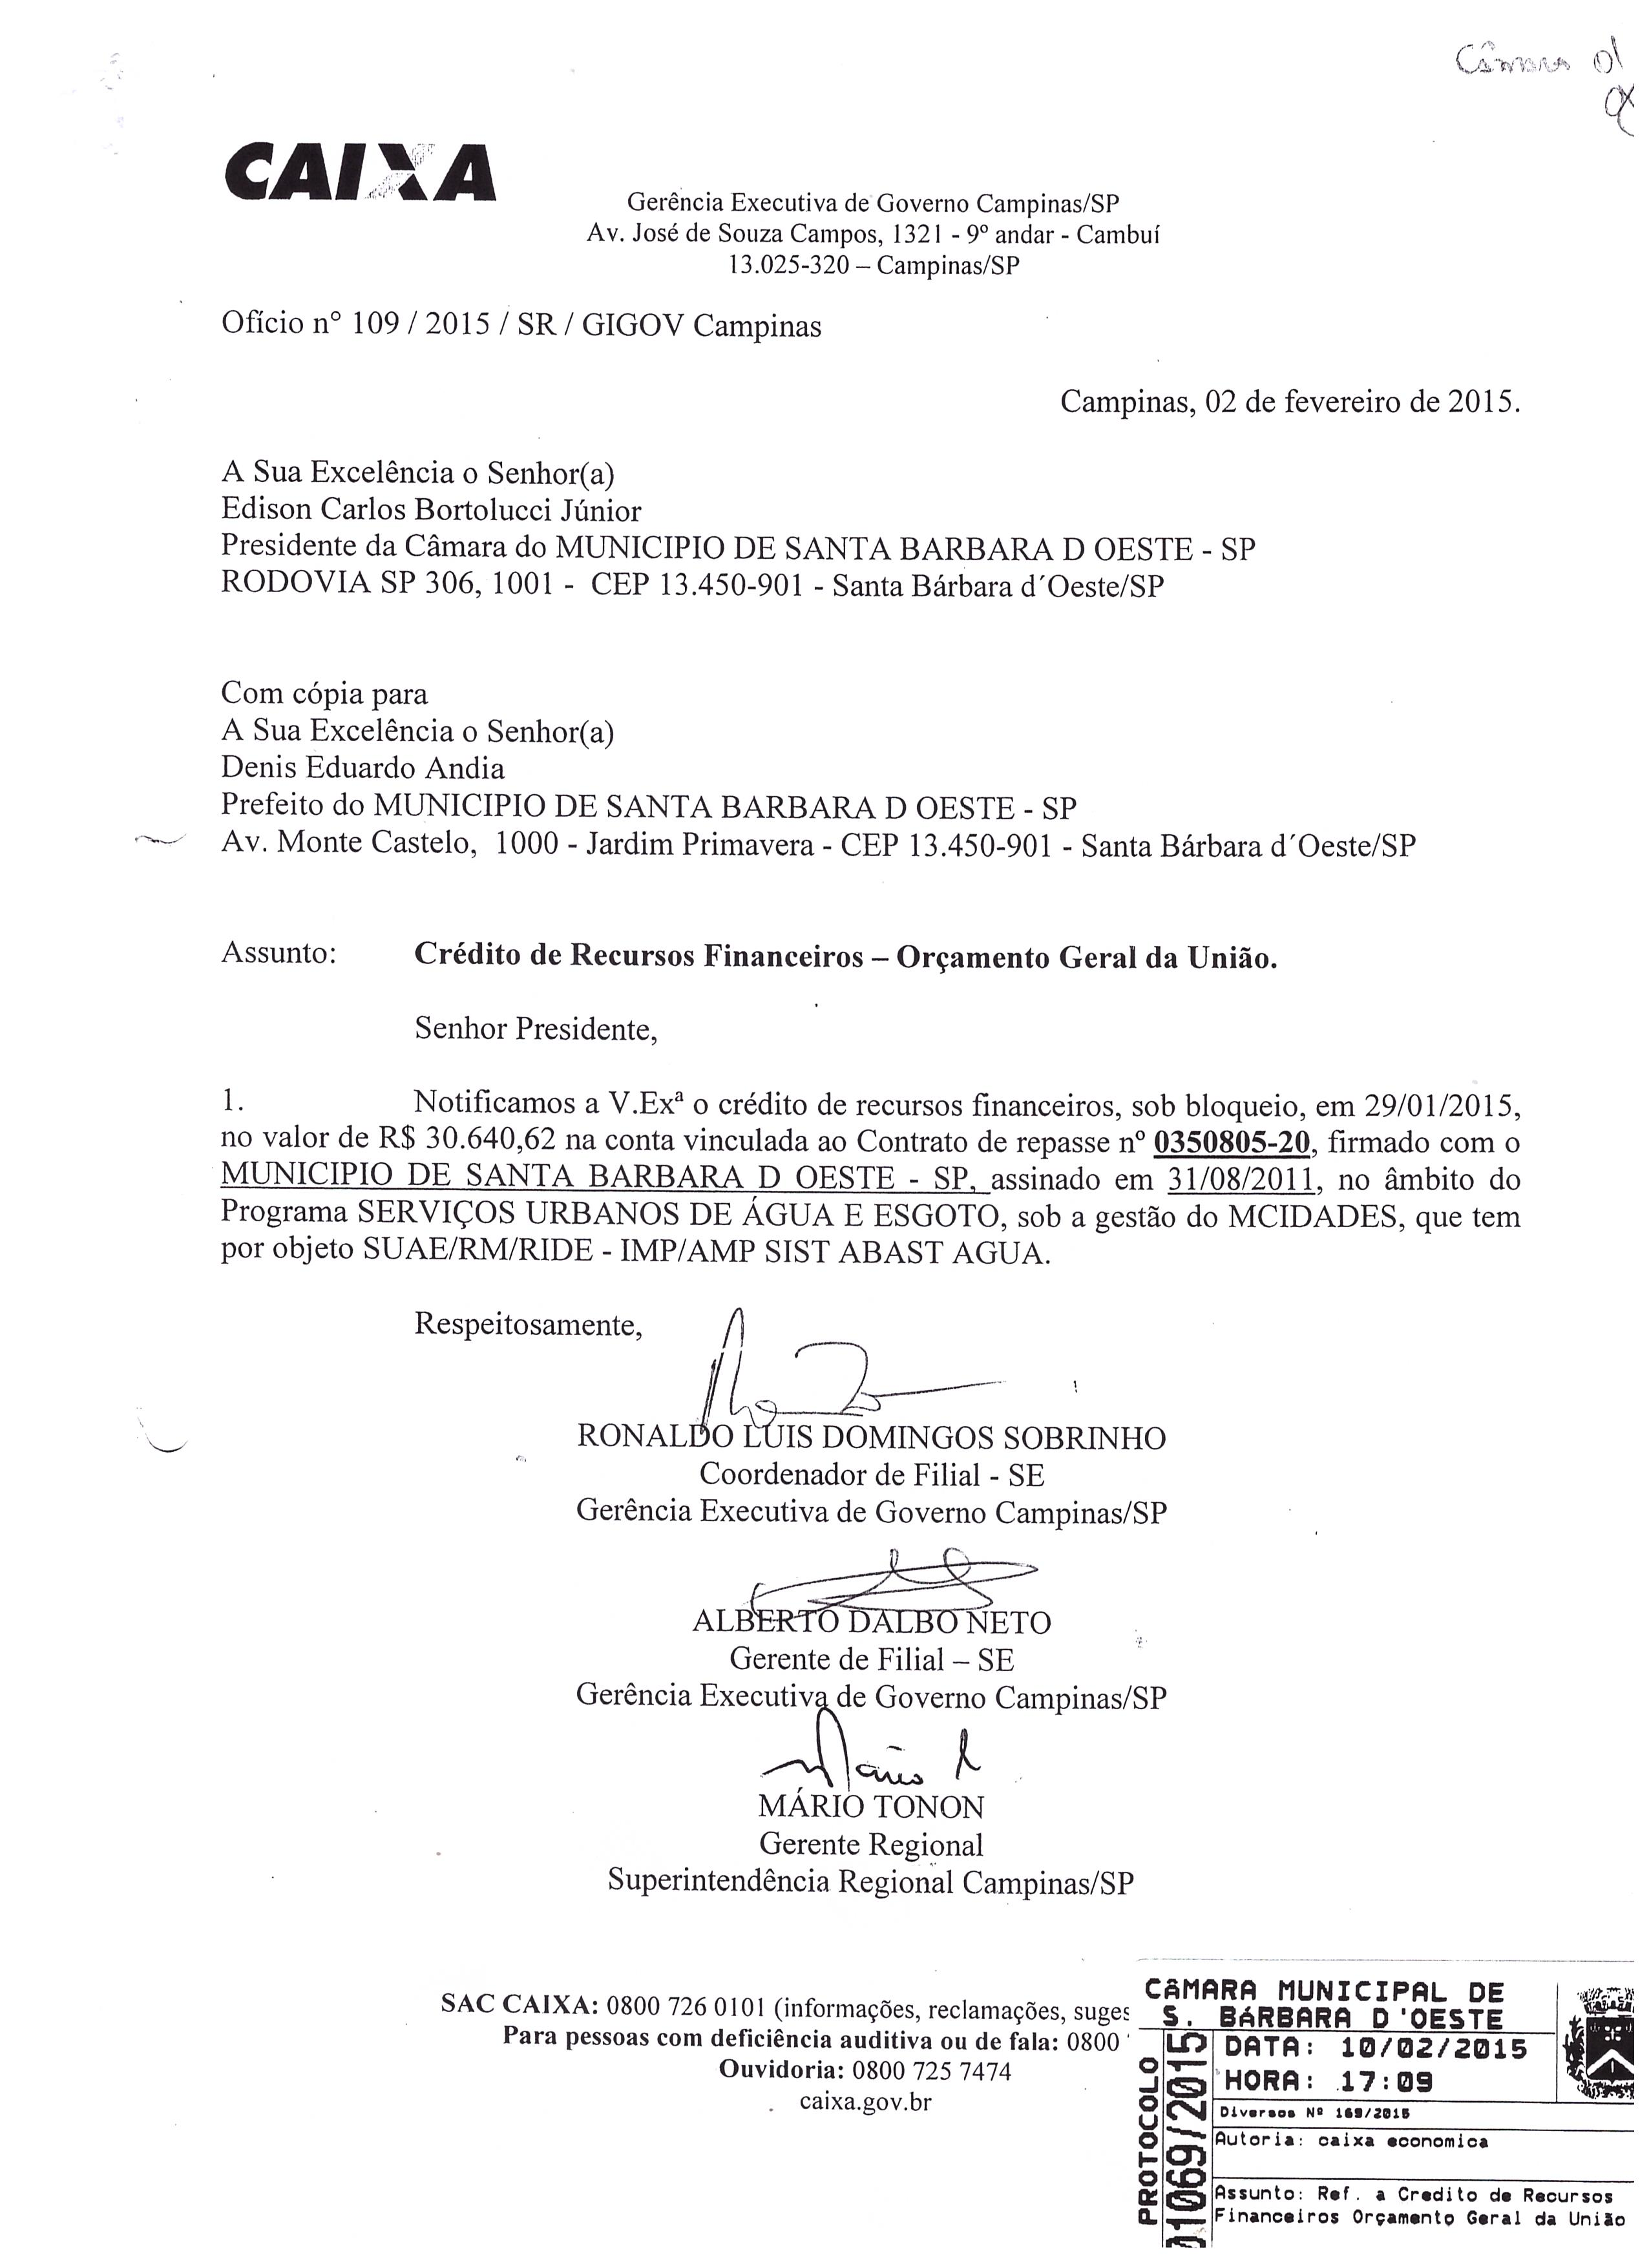 Câmara
CAIXA
Gerência Executiva de Governo Campinas/SP
Av. José de Souza Campos, 1321 - 9º andar - Cambuí
13.025-320 – Campinas/SP
Ofício n° 109 / 2015 / SR / GIGOV Campinas
Campinas, 02 de fevereiro de 2015.
A Sua Excelência o Senhor(a)
Edison Carlos Bortolucci Júnior
Presidente da Câmara do MUNICIPIO DE SANTA BARBARA D OESTE - SP
RODOVIA SP 306, 1001 - CEP 13.450-901 - Santa Bárbara d´Oeste/SP
Com cópia para
A Sua Excelência o Senhor(a)
Denis Eduardo Andia
Prefeito do MUNICIPIO DE SANTA BARBARA D OESTE - SP
Av. Monte Castelo, 1000 - Jardim Primavera - CEP 13.450-901 - Santa Bárbara d´Oeste/SP
Assunto: Crédito de Recursos Financeiros – Orçamento Geral da União.
Senhor Presidente,
1. Notificamos a V.Exª o crédito de recursos financeiros, sob bloqueio, em 29/01/2015,
no valor de R$ 30.640,62 na conta vinculada ao Contrato de repasse nº 0350805-20, firmado com o
MUNICIPIO DE SANTA BARBARA D OESTE - SP, assinado em 31/08/2011, no âmbito do
Programa SERVIÇOS URBANOS DE ÁGUA E ESGOTO, sob a gestão do MCIDADES, que tem
por objeto SUAE/RM/RIDE - IMP/AMP SIST ABAST AGUA.
Respeitosamente,
RONALDO LUIS DOMINGOS SOBRINHO
Coordenador de Filial - SE
Gerência Executiva de Governo Campinas/SP
ALBERTO DALBO NETO
Gerente de Filial – SE
Gerência Executiva de Governo Campinas/SP
MÁRIO TONON
Gerente Regional
Superintendência Regional Campinas/SP
SAC CAIXA: 0800 726 0101 (informações, reclamações, suges
Para pessoas com deficiência auditiva ou de fala: 0800
Ouvidoria: 0800 725 7474
caixa.gov.br
CÂMARA MUNICIPAL DE
S. BÁRBARA D'OESTE
PROTOCOLO
01069/2015
DATA: 10/02/2015
HORA: 17:09
Diversos Nº 169/2015
Autoria: caixa economica
Assunto: Ref. a Credito de Recursos
Financeiros Orçamento Geral da União